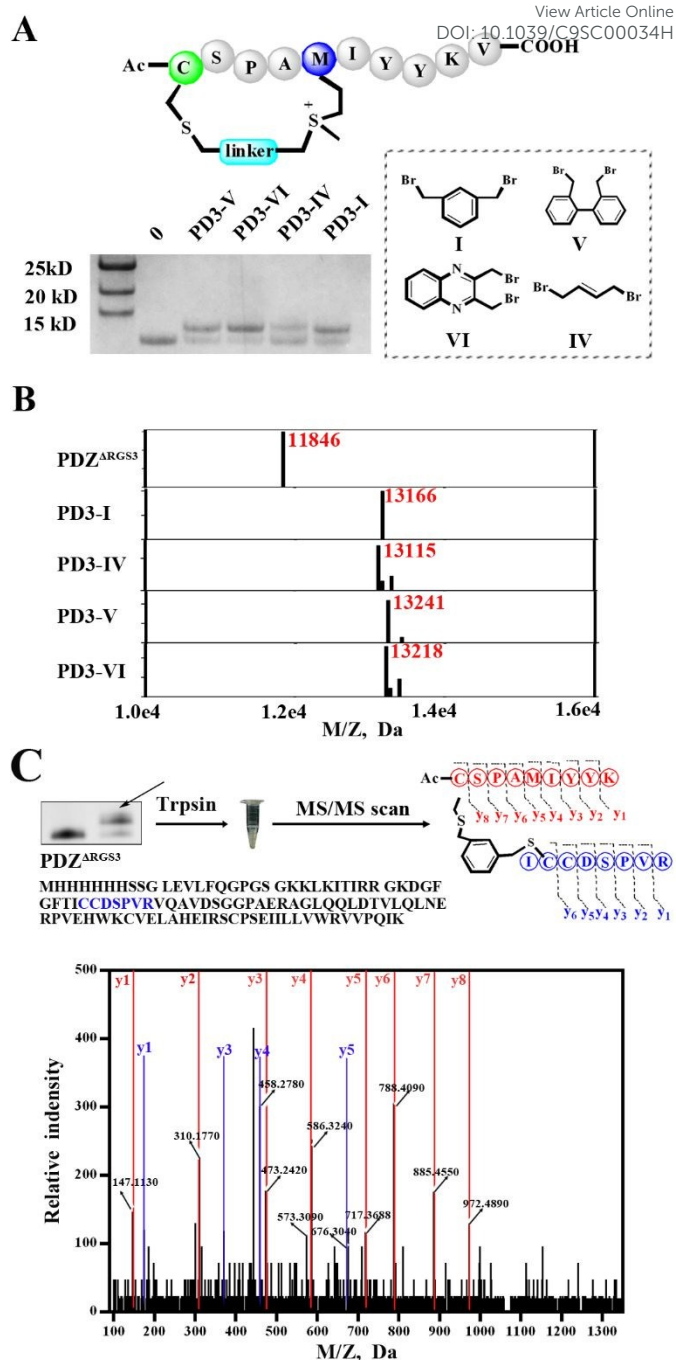 View Article Online
DOI: 10.1039/C9SC00034H
A
Ac C S P A M I Y Y K V COOH
S S +
linker
0 PD3-V PD3-VI PD3-IV PD3-I
25kD
20 kD
15 kD
Br Br Br Br
I V
N Br
N Br Br Br
VI IV
B
PDZΔRGS3 11846
PD3-I 13166
PD3-IV 13115
PD3-V 13241
PD3-VI 13218
1.0e4 1.2e4 1.4e4 1.6e4
M/Z, Da
C
Trpsin MS/MS scan
Ac C S P A M I Y Y K
y8 y7 y6 y5 y4 y3 y2 y1
S
S
I C C D S P V R
y6 y5 y4 y3 y2 y1
PDZΔRGS3
MHHHHHHSSG LEVLFQGPGS GKKLKITIRR GKDGF
GFTICCDSPVRVQAVDSGGPAERAGLQQLDTVLQLNE
RPVEHWKCVELAHEIRSCPSEIILLVWRVVPQIK
500
400
300
200
100
0
Relative indensity
y1 y2 y3 y4 y5 y6 y7 y8
y1 y3 y4 y5
458.2780
788.4090
310.1770
586.3240
147.1130
473.2420
885.4550
573.3090
676.3040
717.3688
972.4890
100 200 300 400 500 600 700 800 900 1000 1100 1200 1300
M/Z, Da